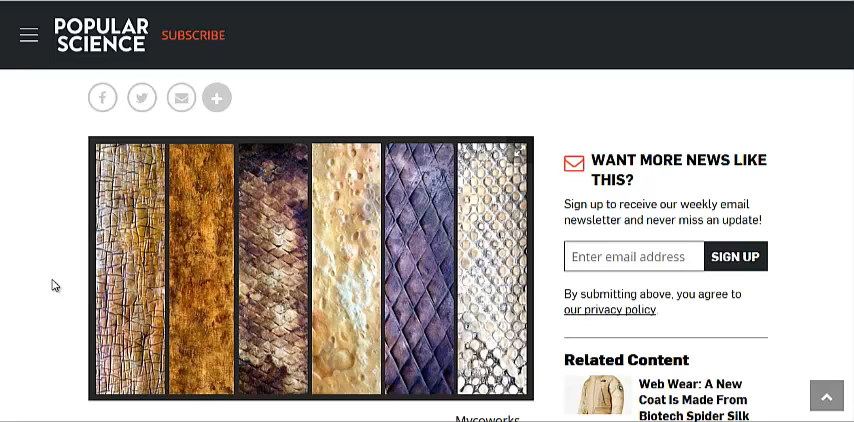 POPULAR
SCIENCE
SUBSCRIBE
WANT MORE NEWS LIKE
THIS?
Sign up to receive our weekly email
newsletter and never miss an update!
Enter email address
SIGN UP
By submitting above, you agree to
our privacy policy.
Related Content
Web Wear: A New
Coat Is Made From
Biotech Spider Silk
Mycoworks